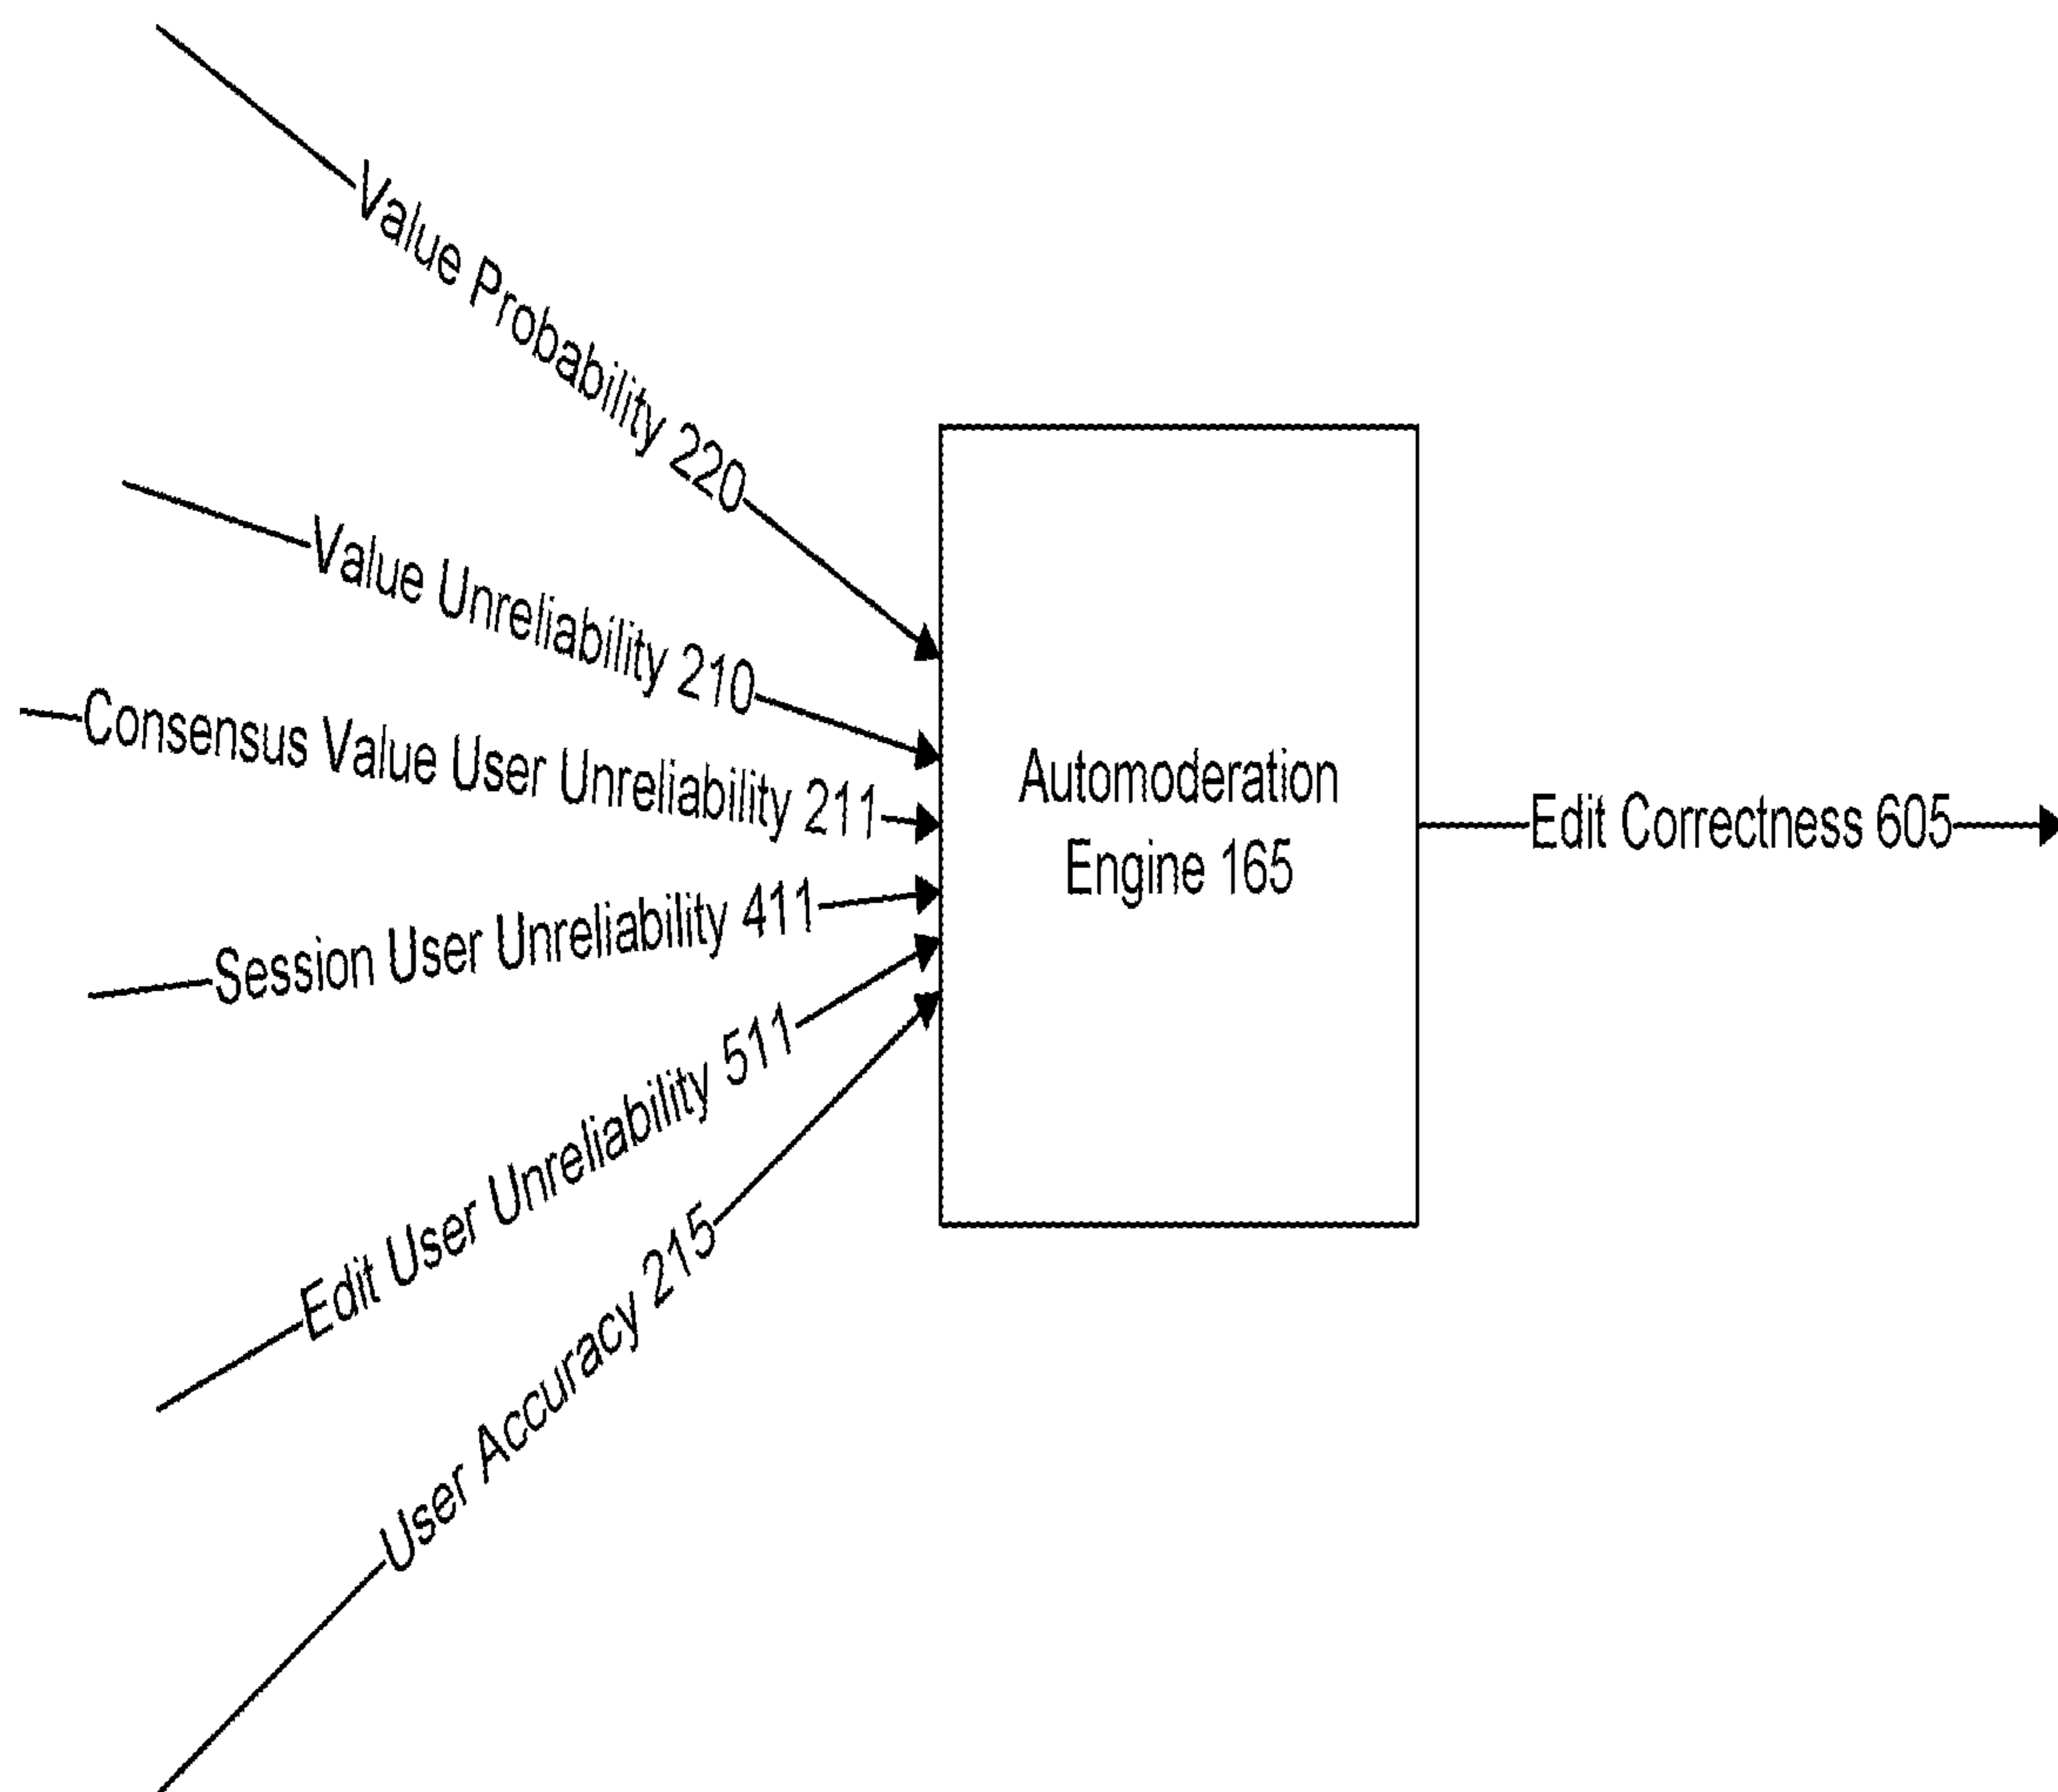 Value Probability 220
Value Unreliability 210
Consensus Value User Unreliability 211
Session User Unreliability 411
Edit User Unreliability 511
User Accuracy 215
Automoderation
Engine 165
Edit Correctness 605